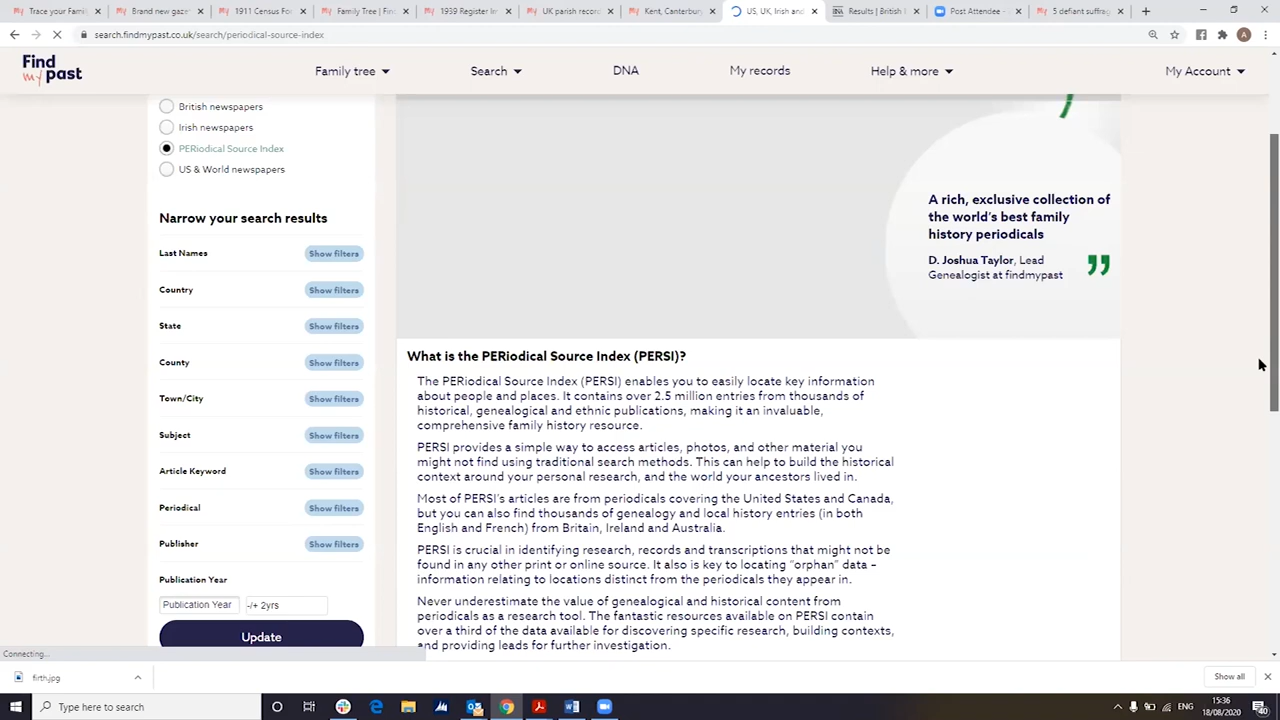 Trace your Famil
Brand new gazet
1911 Census For
Family Tree | Fin
1939 Register In
UK parish record
Kent, Canterbury
US, UK, Irish and
Results | British
Post Attendee -
5 defiant suffrag
search.findmypast.co.uk/search/periodical-source-index
Find my past
Family tree
Search
DNA
My records
Help & more
My Account
British newspapers
Irish newspapers
PERiodical Source Index
US & World newspapers
Narrow your search results
Last Names Show filters
Country Show filters
State Show filters
County Show filters
Town/City Show filters
Subject Show filters
Article Keyword Show filters
Periodical Show filters
Publisher Show filters
Publication Year
Publication Year -/+ 2yrs
Update
A rich, exclusive collection of
the world's best family
history periodicals
D. Joshua Taylor, Lead
Genealogist at findmypast
What is the PERiodical Source Index (PERSI)?
The PERiodical Source Index (PERSI) enables you to easily locate key information
about people and places. It contains over 2.5 million entries from thousands of
historical, genealogical and ethnic publications, making it an invaluable,
comprehensive family history resource.
PERSI provides a simple way to access articles, photos, and other material you
might not find using traditional search methods. This can help to build the historical
context around your personal research, and the world your ancestors lived in.
Most of PERSI's articles are from periodicals covering the United States and Canada,
but you can also find thousands of genealogy and local history entries (in both
English and French) from Britain, Ireland and Australia.
PERSI is crucial in identifying research, records and transcriptions that might not be
found in any other print or online source. It also is key to locating "orphan" data –
information relating to locations distinct from the periodicals they appear in.
Never underestimate the value of genealogical and historical content from
periodicals as a research tool. The fantastic resources available on PERSI contain
over a third of the data available for discovering specific research, building contexts,
and providing leads for further investigation.
Connecting...
firth.jpg
Show all
Type here to search
ENG
15:36
18/08/2020